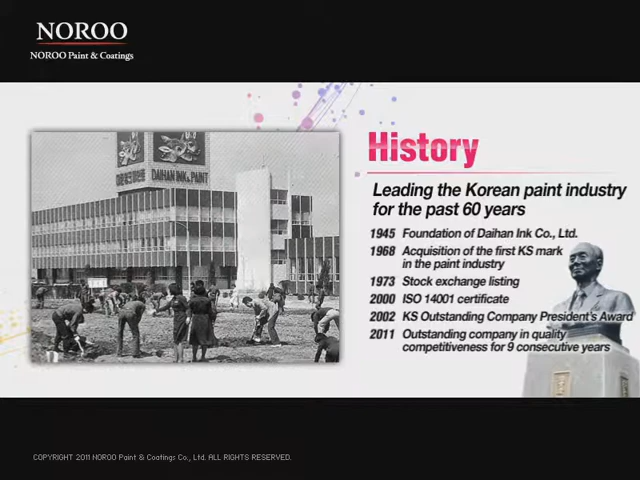 NOROO
NOROO Paint & Coatings
DAIHAN INK & PAINT
History
Leading the Korean paint industry
for the past 60 years
1945 Foundation of Daihan Ink Co., Ltd.
1968 Acquisition of the first KS mark
in the paint industry
1973 Stock exchange listing
2000 ISO 14001 certificate
2002 KS Outstanding Company President's Award
2011 Outstanding company in quality
competitiveness for 9 consecutive years
COPYRIGHT 2011 NOROO Paint & Coatings Co., Ltd. ALL RIGHTS RESERVED.